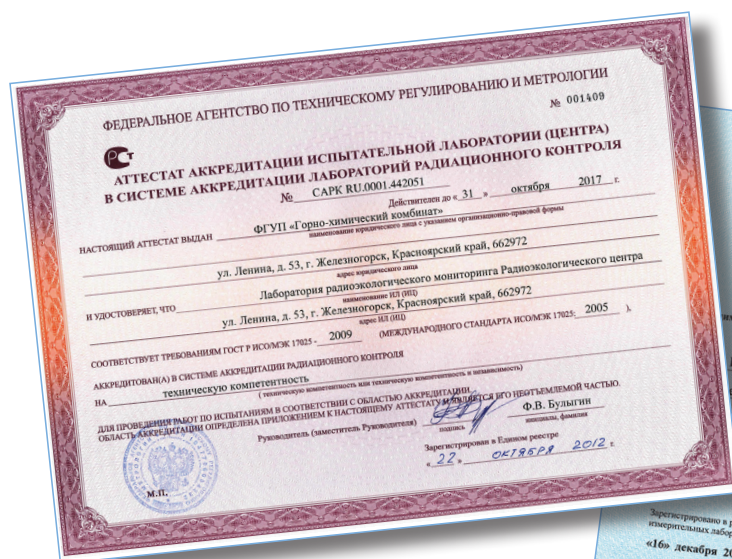 ФЕДЕРАЛЬНОЕ АГЕНТСТВО ПО ТЕХНИЧЕСКОМУ РЕГУЛИРОВАНИЮ И МЕТРОЛОГИИ
№ 001409
АТТЕСТАТ АККРЕДИТАЦИИ ИСПЫТАТЕЛЬНОЙ ЛАБОРАТОРИИ (ЦЕНТРА)
В СИСТЕМЕ АККРЕДИТАЦИИ ЛАБОРАТОРИЙ РАДИАЦИОННОГО КОНТРОЛЯ
№ САРК RU.0001.442051
Действителен до « 31 » октября 2017 г.
НАСТОЯЩИЙ АТТЕСТАТ ВЫДАН ФГУП «Горно-химический комбинат»
наименование юридического лица с указанием организационно-правовой формы
ул. Ленина, д. 53, г. Железногорск, Красноярский край, 662972
адрес юридического лица
И УДОСТОВЕРЯЕТ, ЧТО Лаборатория радиоэкологического мониторинга Радиоэкологического центра
наименование ИЛ (ИЦ)
ул. Ленина, д. 53, г. Железногорск, Красноярский край, 662972
адрес ИЛ (ИЦ)
СООТВЕТСТВУЕТ ТРЕБОВАНИЯМ ГОСТ Р ИСО/МЭК 17025 - 2009 (МЕЖДУНАРОДНОГО СТАНДАРТА ИСО/МЭК 17025: 2005 ),
АККРЕДИТОВАН(А) В СИСТЕМЕ АККРЕДИТАЦИИ РАДИАЦИОННОГО КОНТРОЛЯ
НА техническую компетентность
( техническую компетентность или техническую компетентность и независимость)
ДЛЯ ПРОВЕДЕНИЯ РАБОТ ПО ИСПЫТАНИЯМ В СООТВЕТСТВИИ С ОБЛАСТЬЮ АККРЕДИТАЦИИ.
ОБЛАСТЬ АККРЕДИТАЦИИ ОПРЕДЕЛЕНА ПРИЛОЖЕНИЕМ К НАСТОЯЩЕМУ АТТЕСТАТУ И ЯВЛЯЕТСЯ ЕГО НЕОТЪЕМЛЕМОЙ ЧАСТЬЮ.
Руководитель (заместитель Руководителя) Ф.В. Булыгин
подпись инициалы, фамилия
Зарегистрирован в Едином реестре
« 22 » октября 2012 г.
М.П.
Зарегистрировано в р
измерительных лабор
«16» декабря 20